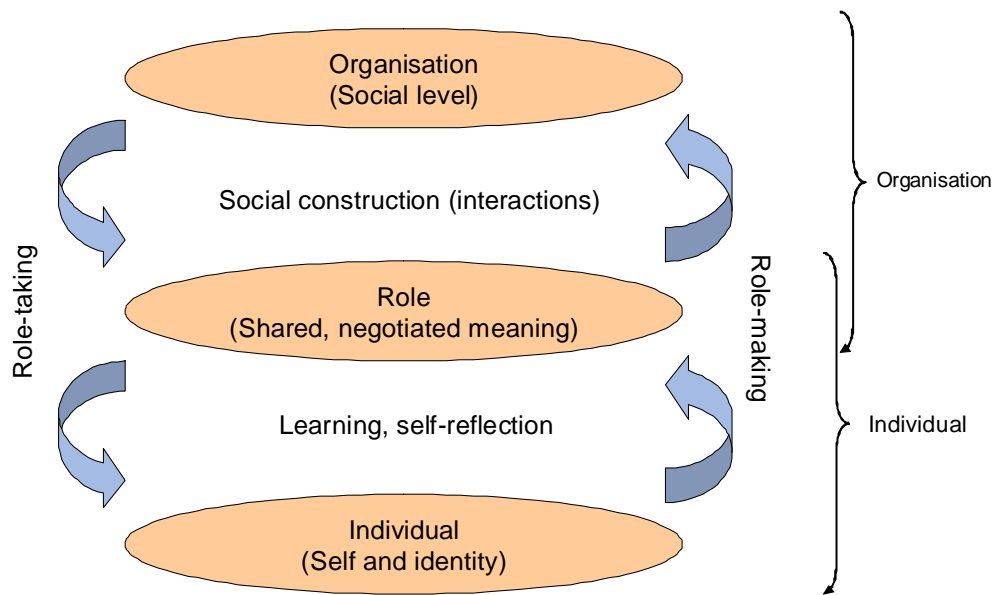 Organisation
(Social level)
Social construction (interactions)
Organisation
Role-taking
Role
(Shared, negotiated meaning)
Role-making
Learning, self-reflection
Individual
Individual
(Self and identity)